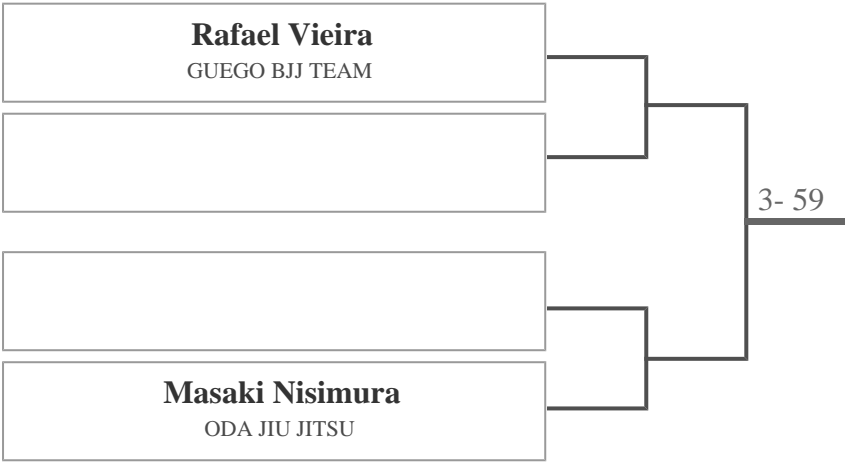 Rafael Vieira
GUEGO BJJ TEAM
3- 59
Masaki Nisimura
ODA JIU JITSU